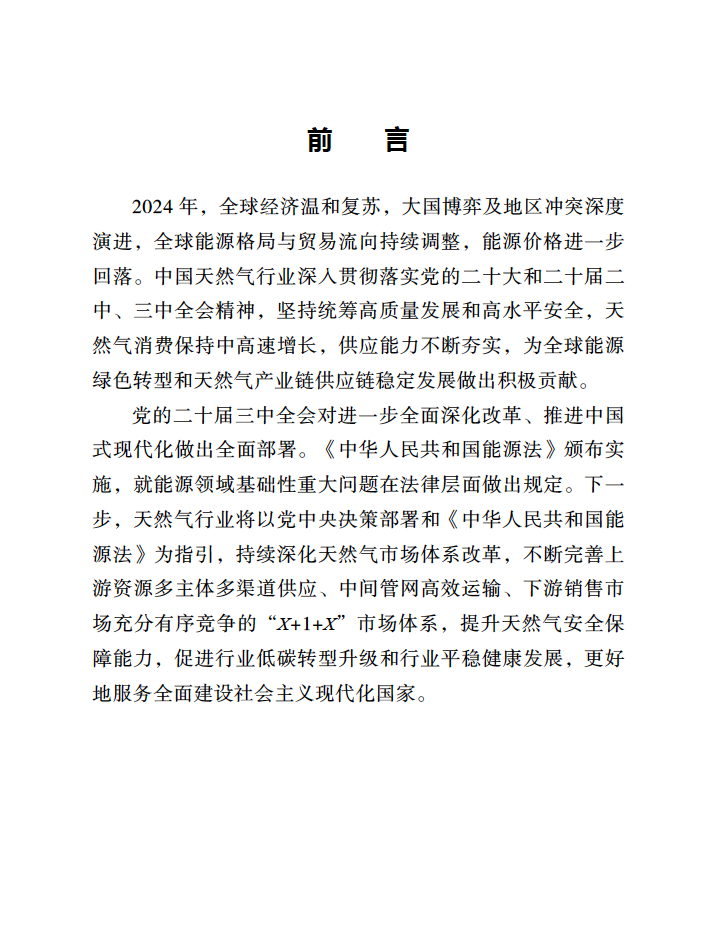 前 言
2024 年，全球经济温和复苏，大国博弈及地区冲突深度
演进，全球能源格局与贸易流向持续调整，能源价格进一步
回落。中国天然气行业深入贯彻落实党的二十大和二十届二
中、三中全会精神，坚持统筹高质量发展和高水平安全，天
然气消费保持中高速增长，供应能力不断夯实，为全球能源
绿色转型和天然气产业链供应链稳定发展做出积极贡献。
党的二十届三中全会对进一步全面深化改革、推进中国
式现代化做出全面部署。《中华人民共和国能源法》颁布实
施，就能源领域基础性重大问题在法律层面做出规定。下一
步，天然气行业将以党中央决策部署和《中华人民共和国能
源法》为指引，持续深化天然气市场体系改革，不断完善上
游资源多主体多渠道供应、中间管网高效运输、下游销售市
场充分有序竞争的“X+1+X”市场体系，提升天然气安全保
障能力，促进行业低碳转型升级和行业平稳健康发展，更好
地服务全面建设社会主义现代化国家。